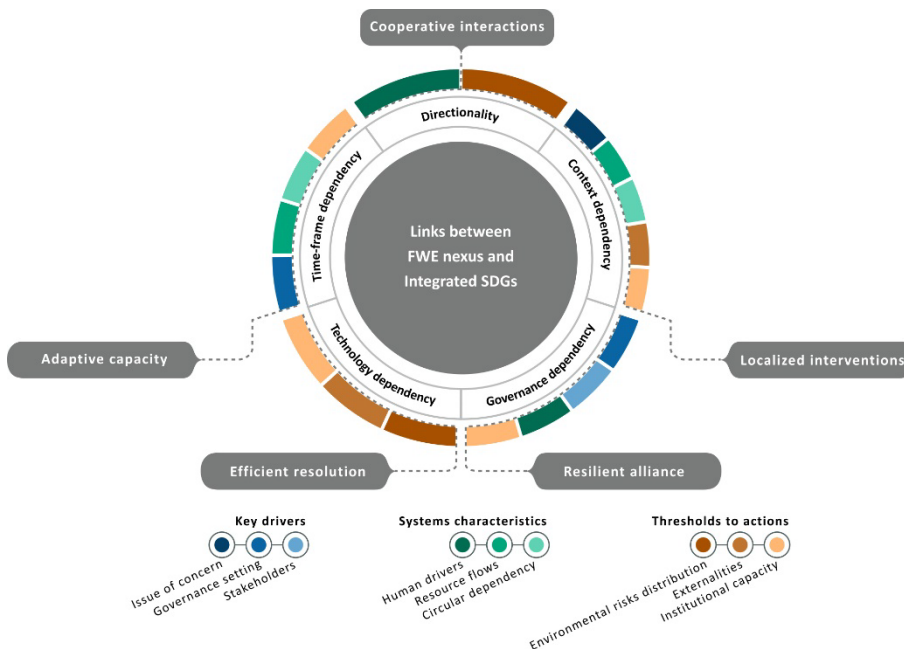 Cooperative interactions
Directionality
Context dependency
Time-frame dependency
Links between
FWE nexus and
Integrated SDGs
Technology dependency
Governance dependency
Adaptive capacity
Localized interventions
Efficient resolution
Resilient alliance
Key drivers
Issue of concern
Governance setting
Stakeholders
Systems characteristics
Human drivers
Resource flows
Circular dependency
Thresholds to actions
Environmental risks distribution
Externalities
Institutional capacity